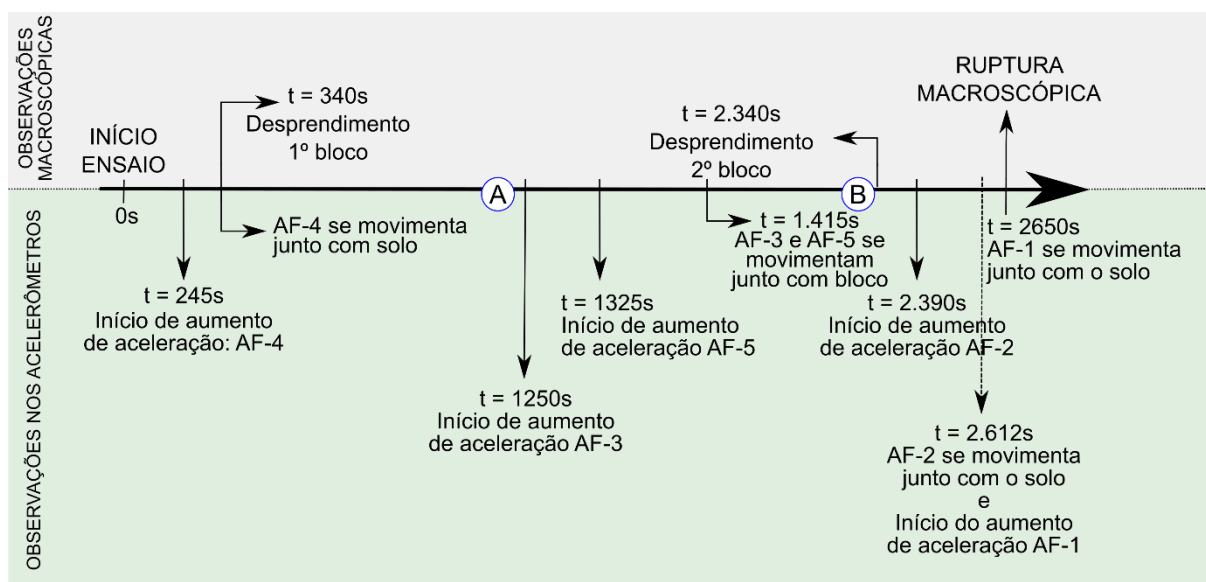 OBSERVAÇÕES
MACROSCÓPICAS
INÍCIO
ENSAIO
0s
t = 340s
Desprendimento
1º bloco
t = 2.340s
Desprendimento
2º bloco
RUPTURA
MACROSCÓPICA
A
B
OBSERVAÇÕES NOS ACELERÔMETROS
AF-4 se movimenta
junto com solo
t = 245s
Início de aumento
de aceleração: AF-4
t = 1250s
Início de aumento
de aceleração AF-3
t = 1325s
Início de aumento
de aceleração AF-5
t = 1.415s
AF-3 e AF-5 se
movimentam
junto com bloco
t = 2.390s
Início de aumento
de aceleração AF-2
t = 2650s
AF-1 se movimenta
junto com o solo
t = 2.612s
AF-2 se movimenta
junto com o solo
e
Início do aumento
de aceleração AF-1